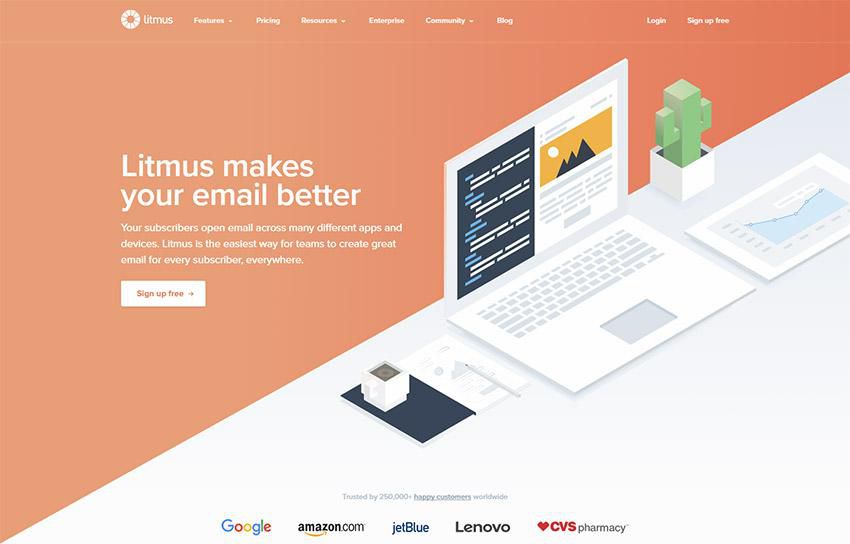 litmus
Features
Pricing
Resources
Enterprise
Community
Blog
Login
Sign up free
Litmus makes
your email better
Your subscribers open email across many different apps and
devices. Litmus is the easiest way for teams to create great
email for every subscriber, everywhere.
Sign up free →
Trusted by 250,000+ happy customers worldwide
Google
amazon.com
jetBlue
Lenovo
CVS pharmacy